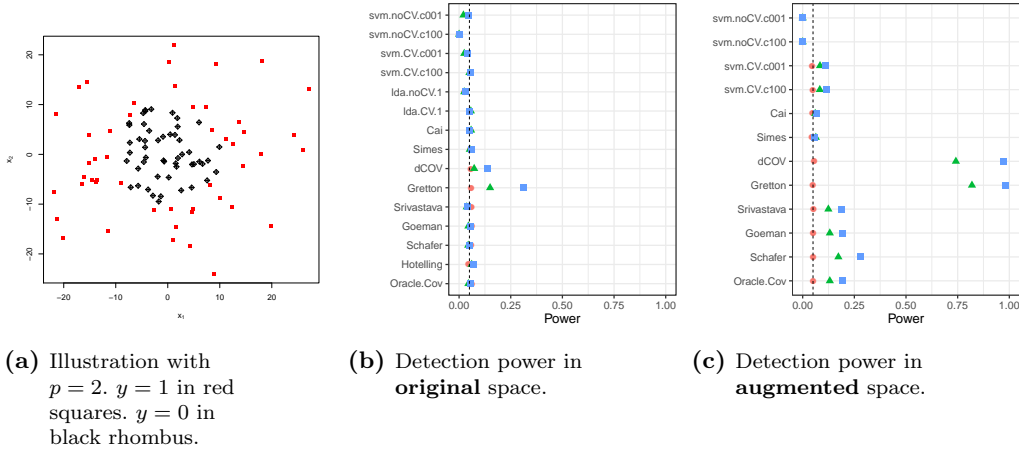 20
10
0
−10
−20
x₂
−20
−10
0
10
20
x₁
svm.noCV.c001
svm.noCV.c100
svm.CV.c001
svm.CV.c100
lda.noCV.1
lda.CV.1
Cai
Simes
dCOV
Gretton
Srivastava
Goeman
Schafer
Hotelling
Oracle.Cov
0.00
0.25
0.50
0.75
1.00
Power
svm.noCV.c001
svm.noCV.c100
svm.CV.c001
svm.CV.c100
Cai
Simes
dCOV
Gretton
Srivastava
Goeman
Schafer
Oracle.Cov
0.00
0.25
0.50
0.75
1.00
Power
(a) Illustration with
p = 2. y = 1 in red
squares. y = 0 in
black rhombus.
(b) Detection power in
original space.
(c) Detection power in
augmented space.